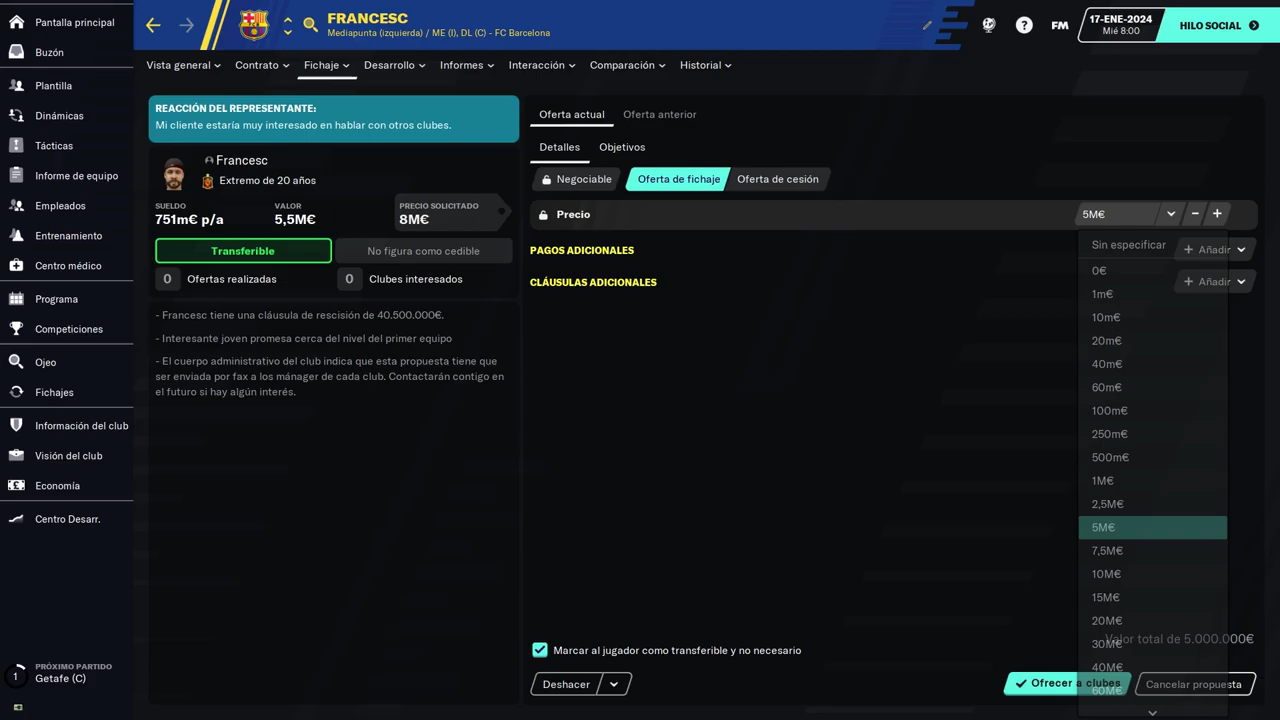 Pantalla principal
Buzón
Plantilla
Dinámicas
Tácticas
Informe de equipo
Empleados
Entrenamiento
Centro médico
Programa
Competiciones
Ojeo
Fichajes
Información del club
Visión del club
Economía
Centro Desarr.
1
PRÓXIMO PARTIDO
Getafe (C)
FRANCESC
Mediapunta (izquierda) / ME (I), DL (C) - FC Barcelona
?
FM
17-ENE-2024
Mié 8:00
HILO SOCIAL
Vista general
Contrato
Fichaje
Desarrollo
Informes
Interacción
Comparación
Historial
REACCIÓN DEL REPRESENTANTE:
Mi cliente estaría muy interesado en hablar con otros clubes.
Francesc
Extremo de 20 años
SUELDO
751m€ p/a
VALOR
5,5M€
PRECIO SOLICITADO
8M€
Transferible
No figura como cedible
0 Ofertas realizadas
0 Clubes interesados
- Francesc tiene una cláusula de rescisión de 40.500.000€.
- Interesante joven promesa cerca del nivel del primer equipo
- El cuerpo administrativo del club indica que esta propuesta tiene que
ser enviada por fax a los mánager de cada club. Contactarán contigo en
el futuro si hay algún interés.
Oferta actual
Oferta anterior
Detalles
Objetivos
Negociable
Oferta de fichaje
Oferta de cesión
Precio
5M€
- +
PAGOS ADICIONALES
+ Añadir
CLÁUSULAS ADICIONALES
+ Añadir
Sin especificar
0€
1m€
10m€
20m€
40m€
60m€
100m€
250m€
500m€
1M€
2,5M€
5M€
7,5M€
10M€
15M€
20M€
30M€
40M€
60M€
Valor total de 5.000.000€
Marcar al jugador como transferible y no necesario
Deshacer
Ofrecer a clubes
Cancelar propuesta